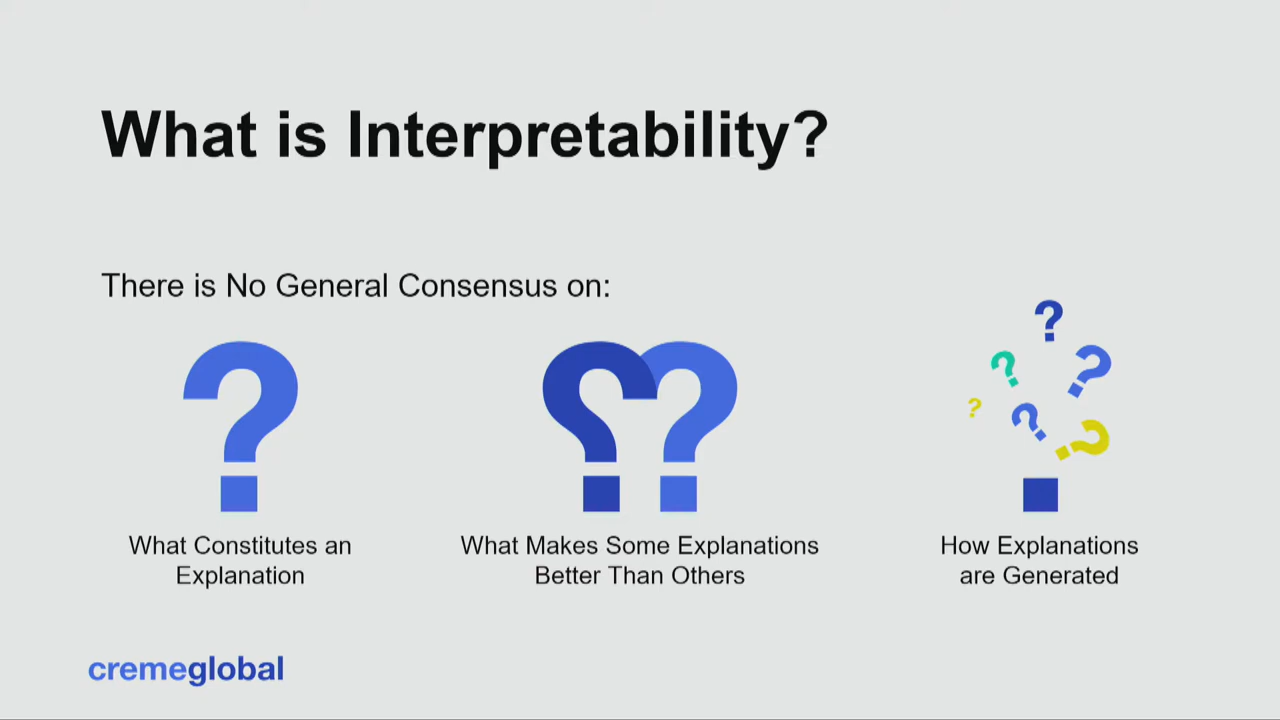 What is Interpretability?
There is No General Consensus on:
What Constitutes an
Explanation
What Makes Some Explanations
Better Than Others
How Explanations
are Generated
cremeglobal